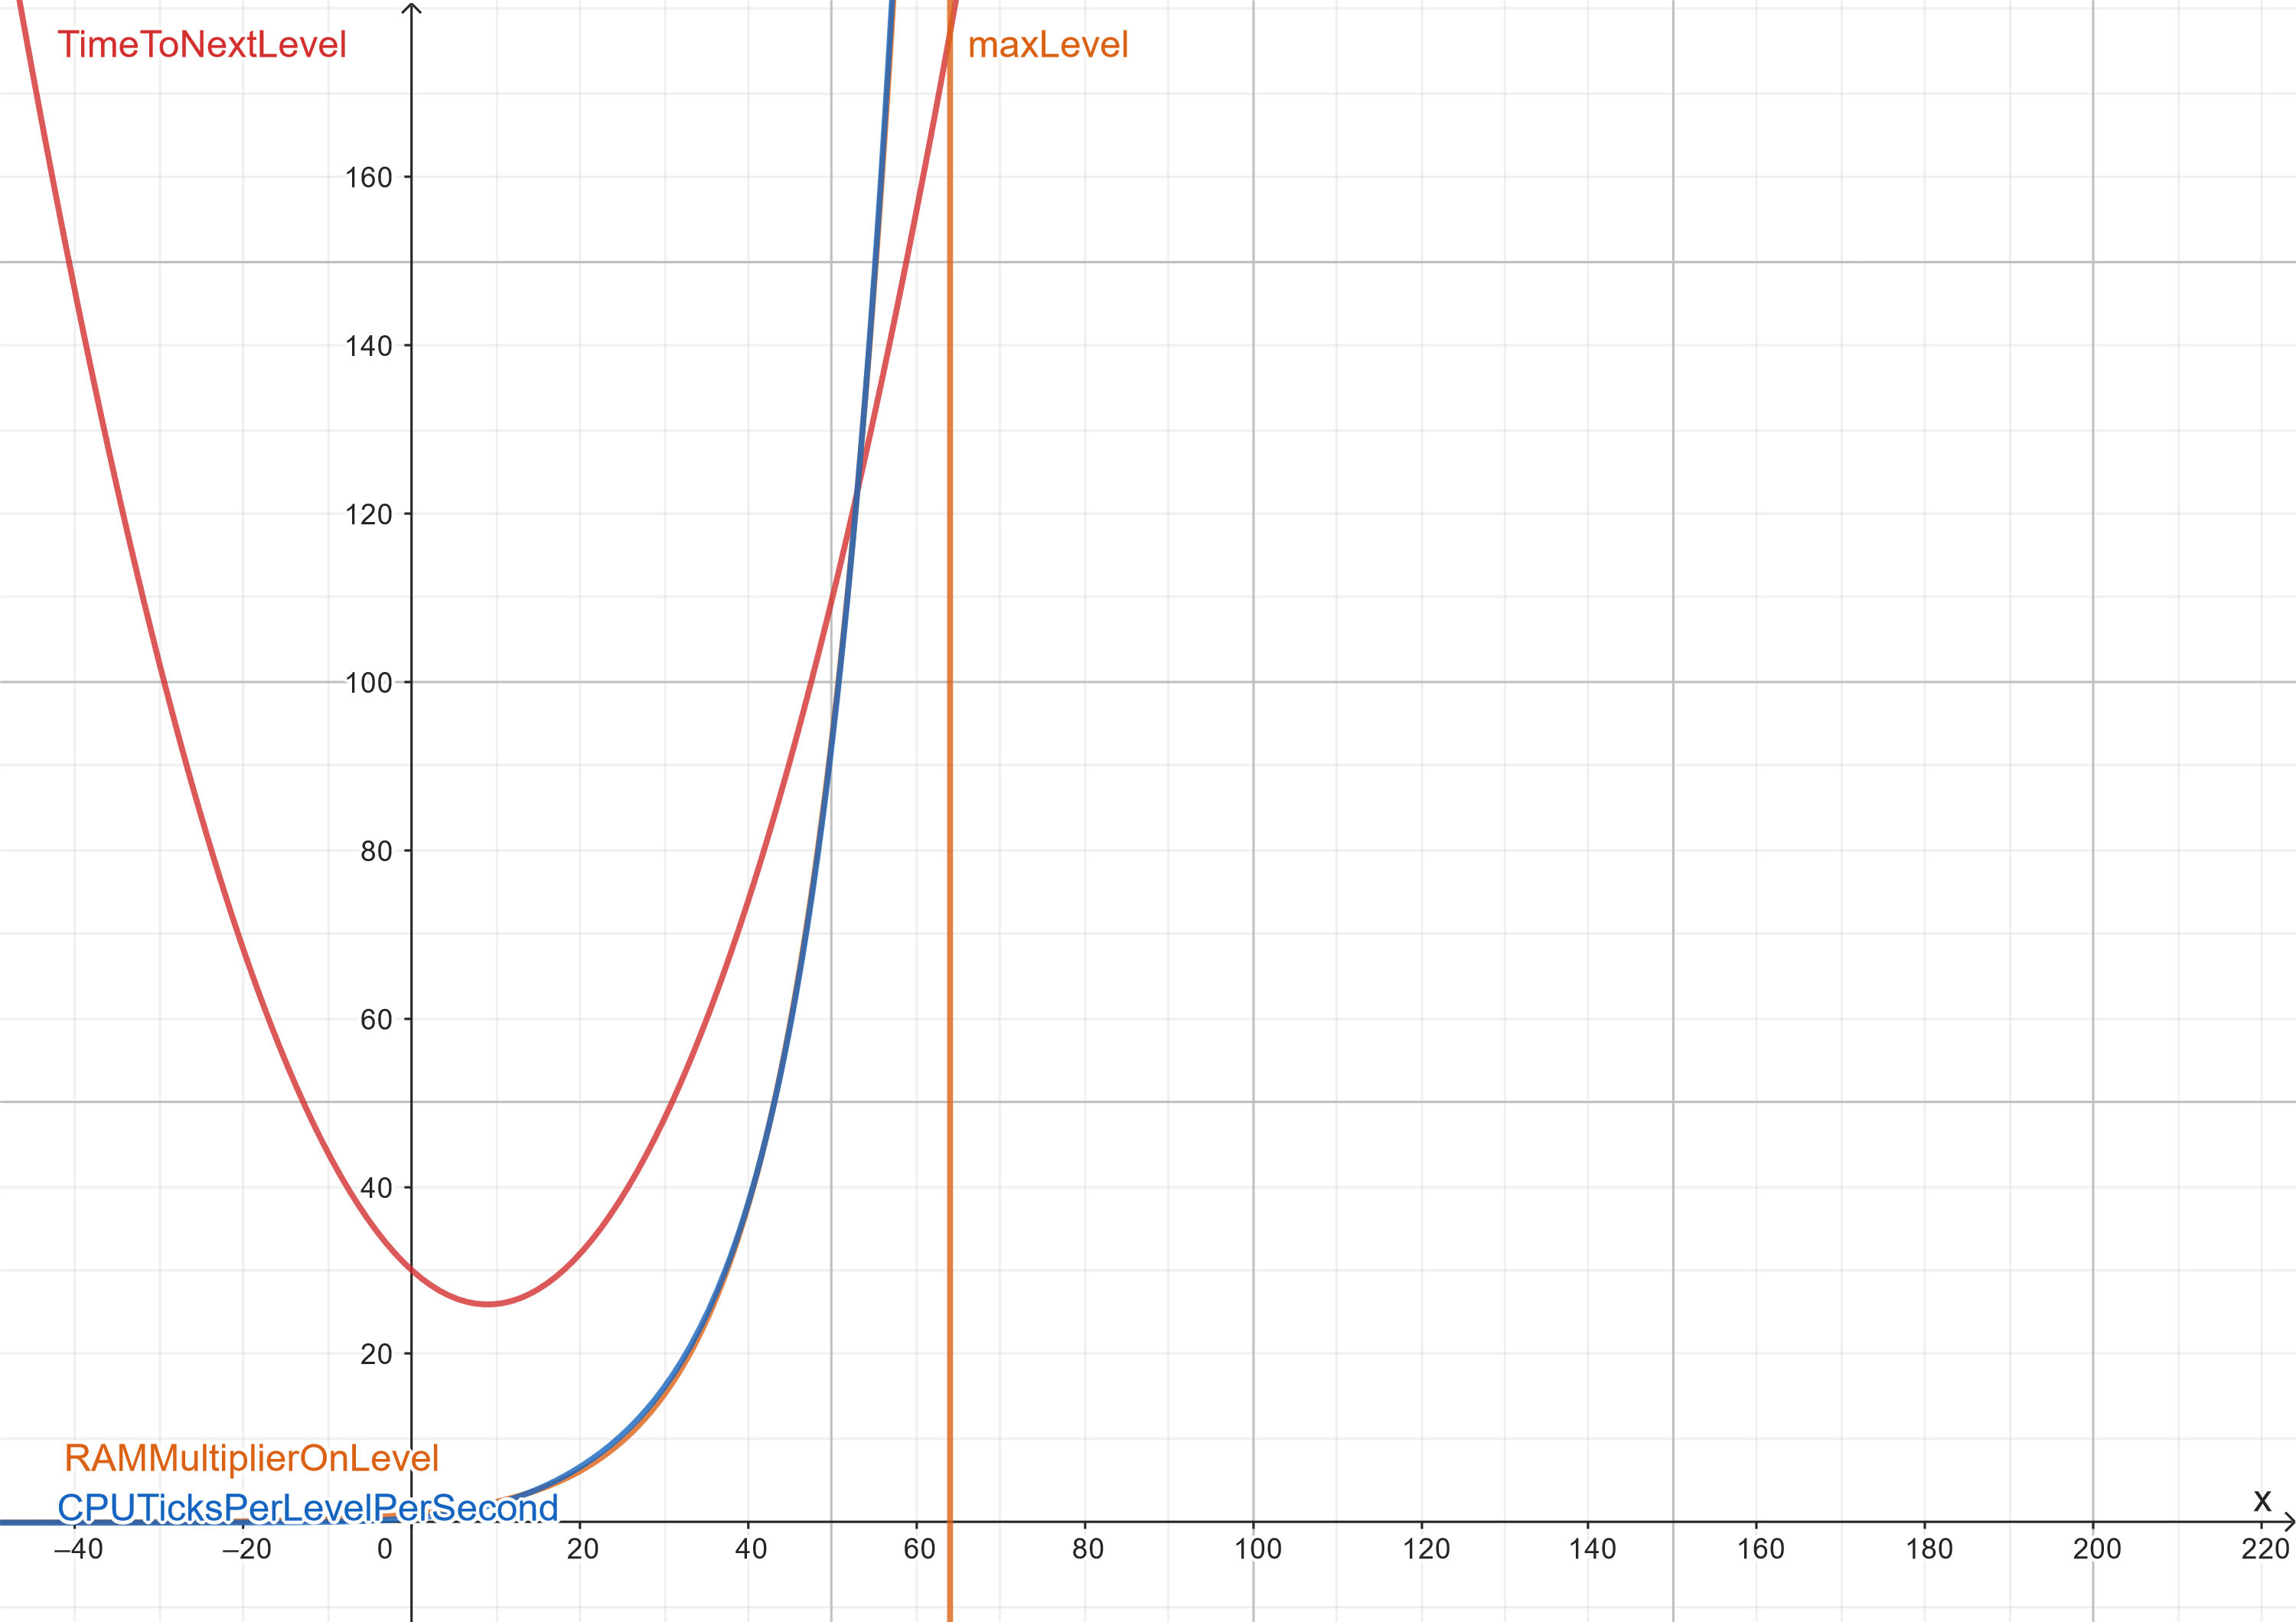 TimeToNextLevel
maxLevel
160
140
120
100
80
60
40
20
RAMMultiplierOnLevel
CPUTicksPerLevelPerSecond
x
–40 –20 0 20 40 60 80 100 120 140 160 180 200 220